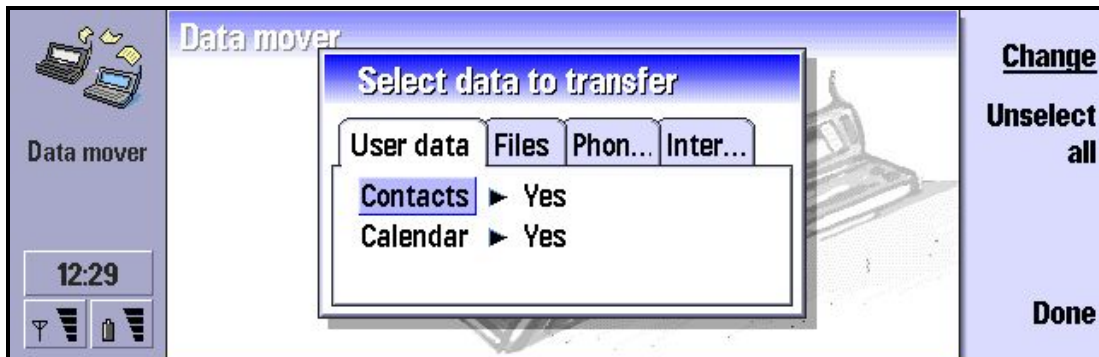 Data mover
Select data to transfer
User data Files Phon... Inter...
Contacts ► Yes
Calendar ► Yes
Data mover
12:29
Change
Unselect
all
Done